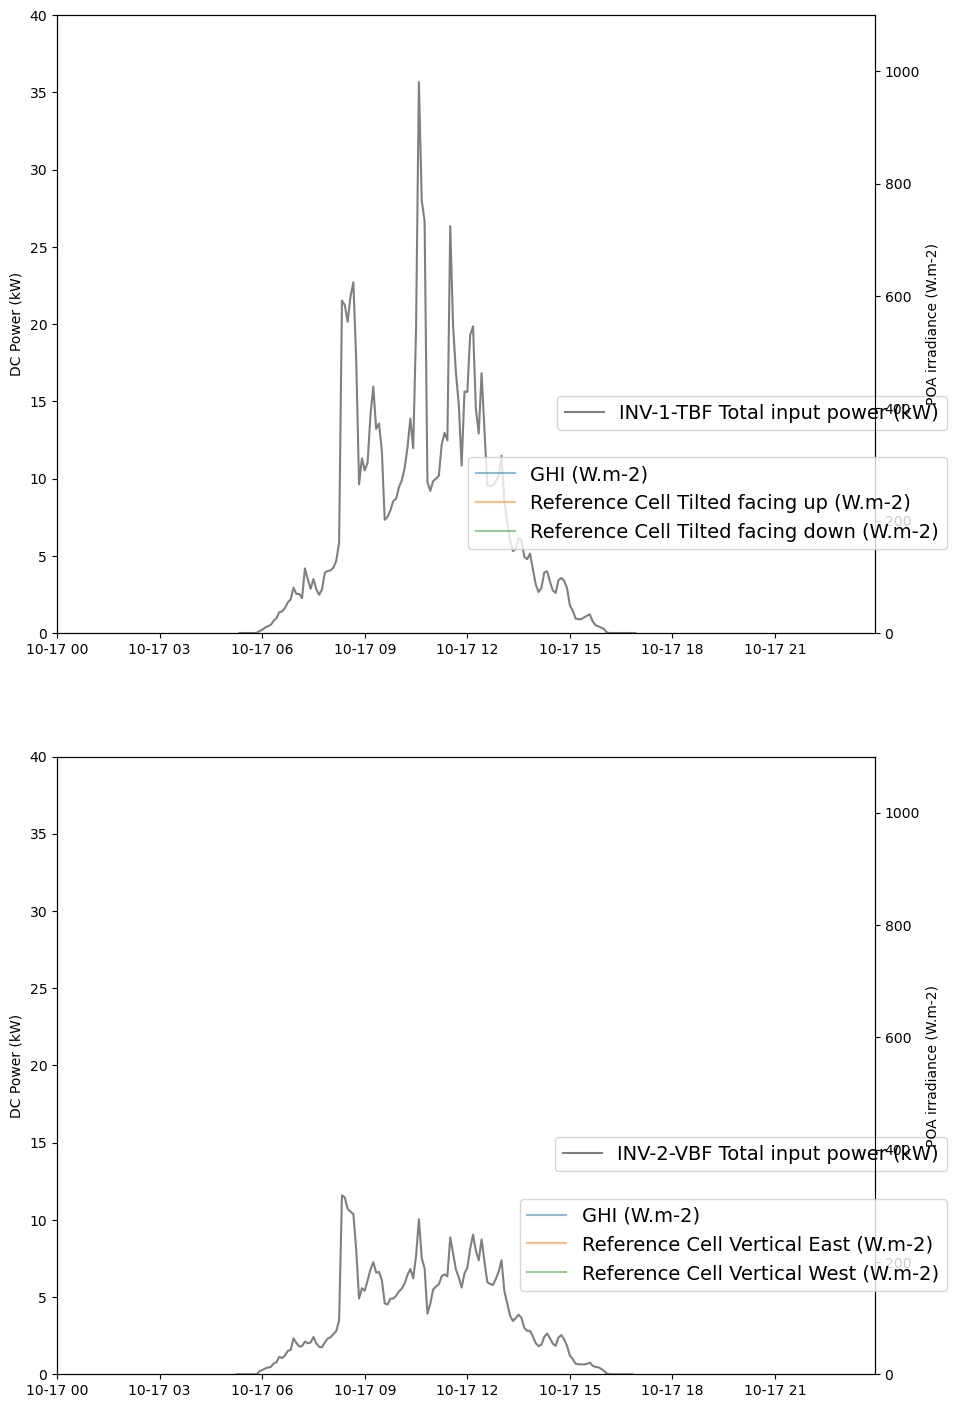 40
35
30
25
20
15
10
5
0
DC Power (kW)
1000
800
600
400
200
0
POA irradiance (W.m-2)
INV-1-TBF Total input power (kW)
GHI (W.m-2)
Reference Cell Tilted facing up (W.m-2)
Reference Cell Tilted facing down (W.m-2)
10-17 00 10-17 03 10-17 06 10-17 09 10-17 12 10-17 15 10-17 18 10-17 21
40
35
30
25
20
15
10
5
0
DC Power (kW)
1000
800
600
400
200
0
POA irradiance (W.m-2)
INV-2-VBF Total input power (kW)
GHI (W.m-2)
Reference Cell Vertical East (W.m-2)
Reference Cell Vertical West (W.m-2)
10-17 00 10-17 03 10-17 06 10-17 09 10-17 12 10-17 15 10-17 18 10-17 21